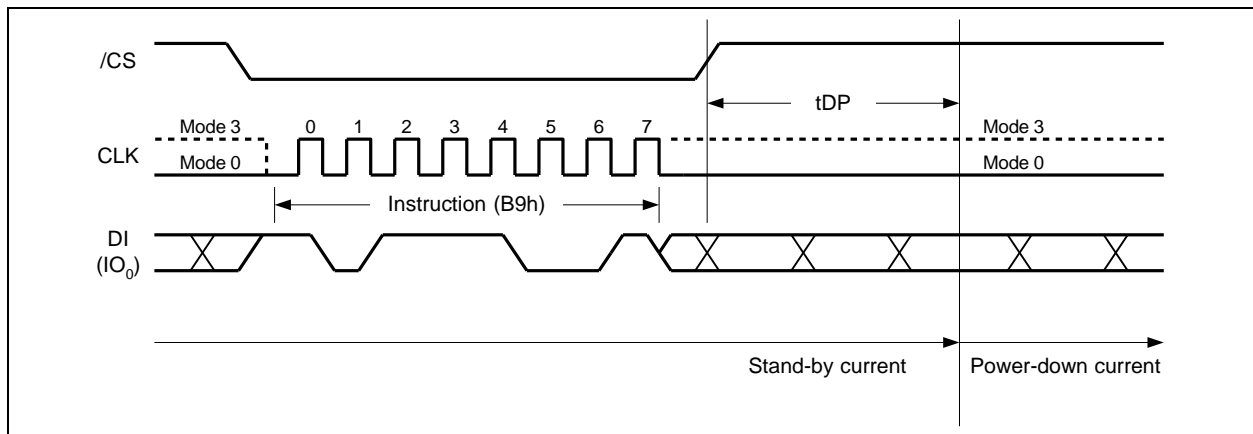 /CS
tDP
Mode 3 0 1 2 3 4 5 6 7 Mode 3
CLK
Mode 0 Mode 0
Instruction (B9h)
DI
(IO₀)
Stand-by current Power-down current